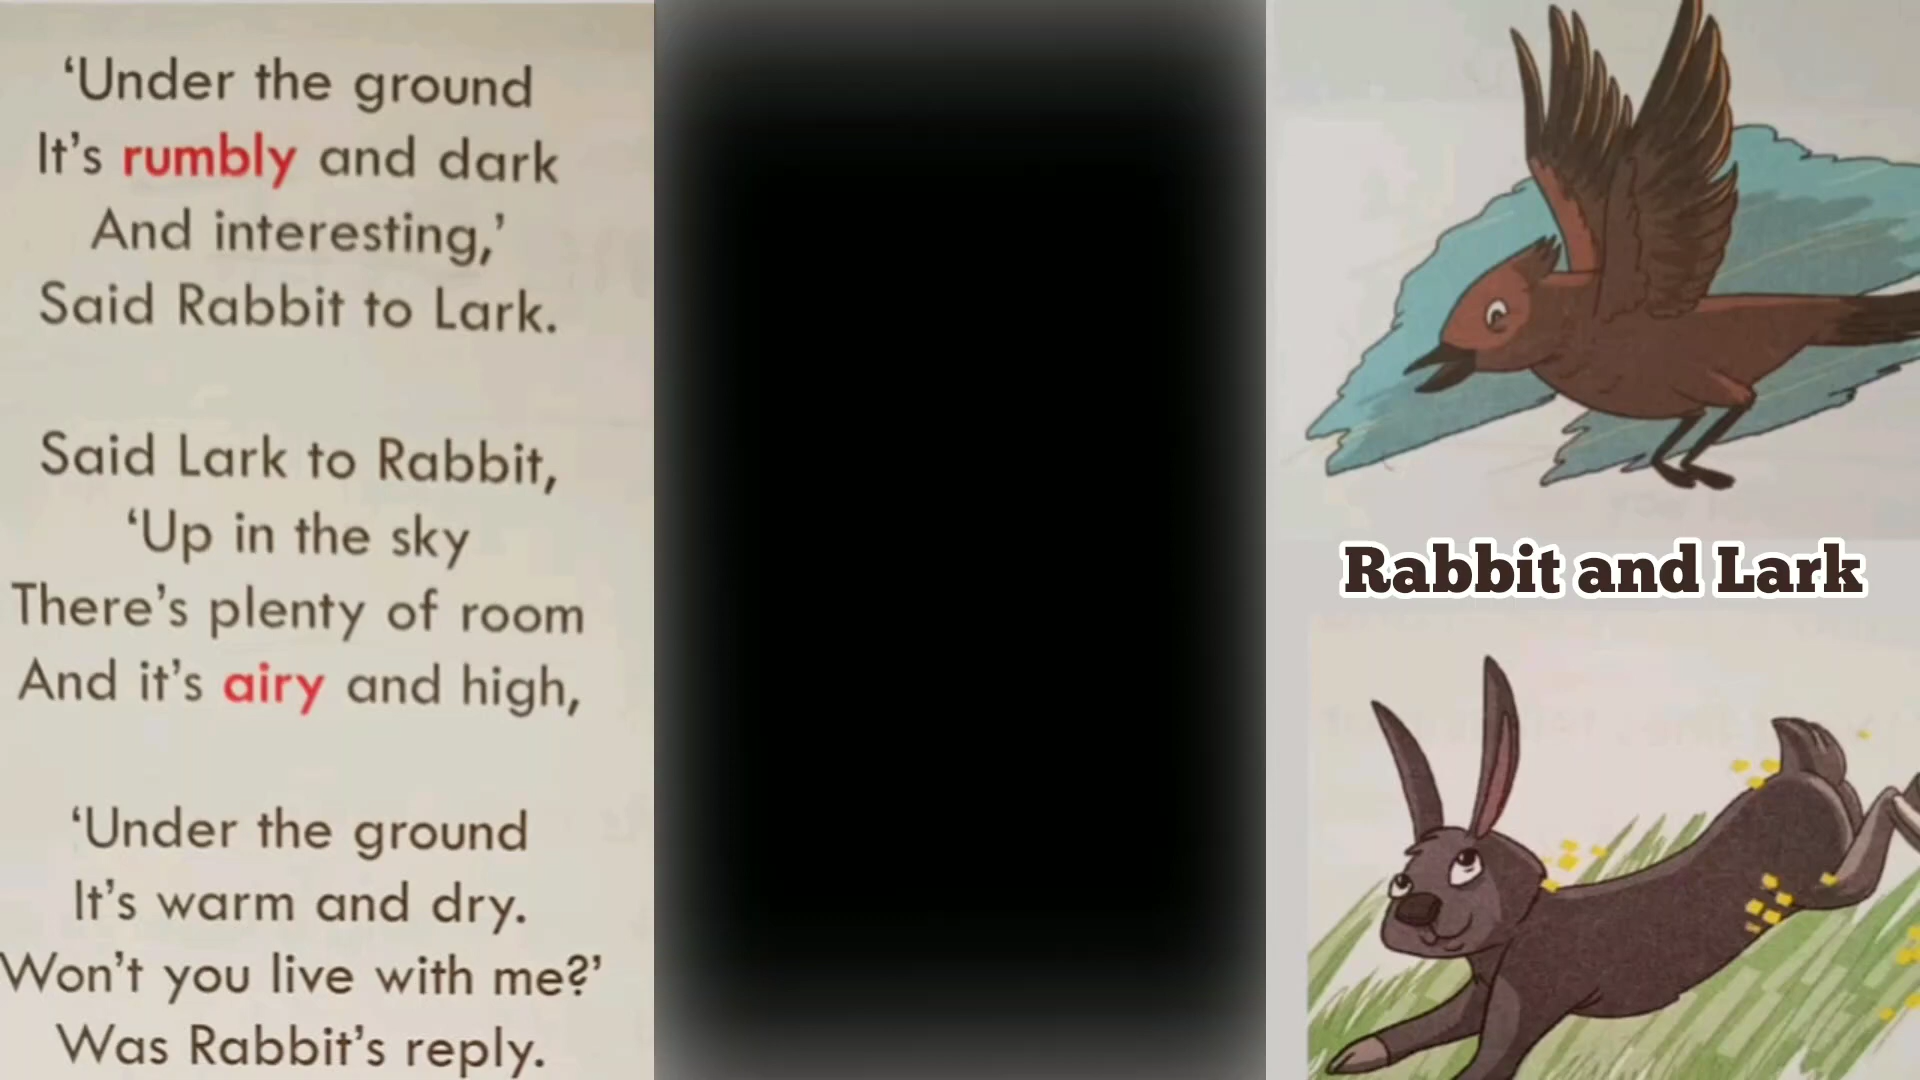 ‘Under the ground
It’s rumbly and dark
And interesting,’
Said Rabbit to Lark.
Said Lark to Rabbit,
‘Up in the sky
There’s plenty of room
And it’s airy and high,
‘Under the ground
It’s warm and dry.
Won’t you live with me?’
Was Rabbit’s reply.
Rabbit and Lark